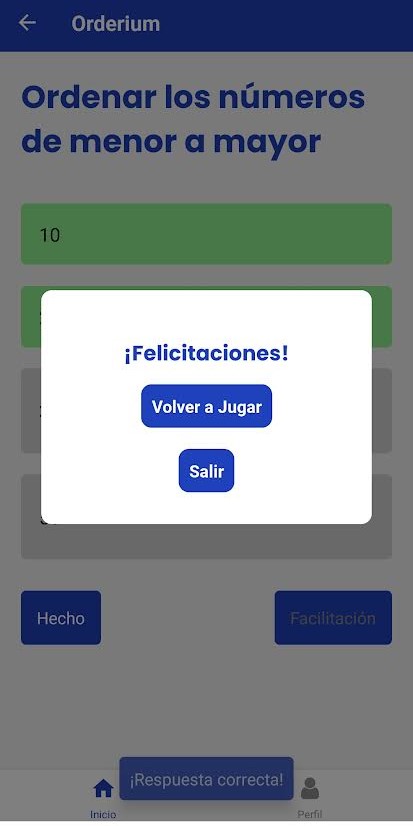 Orderium
Ordenar los números
de menor a mayor
10
¡Felicitaciones!
Volver a Jugar
Salir
Hecho
Facilitación
¡Respuesta correcta!
Inicio
Perfil